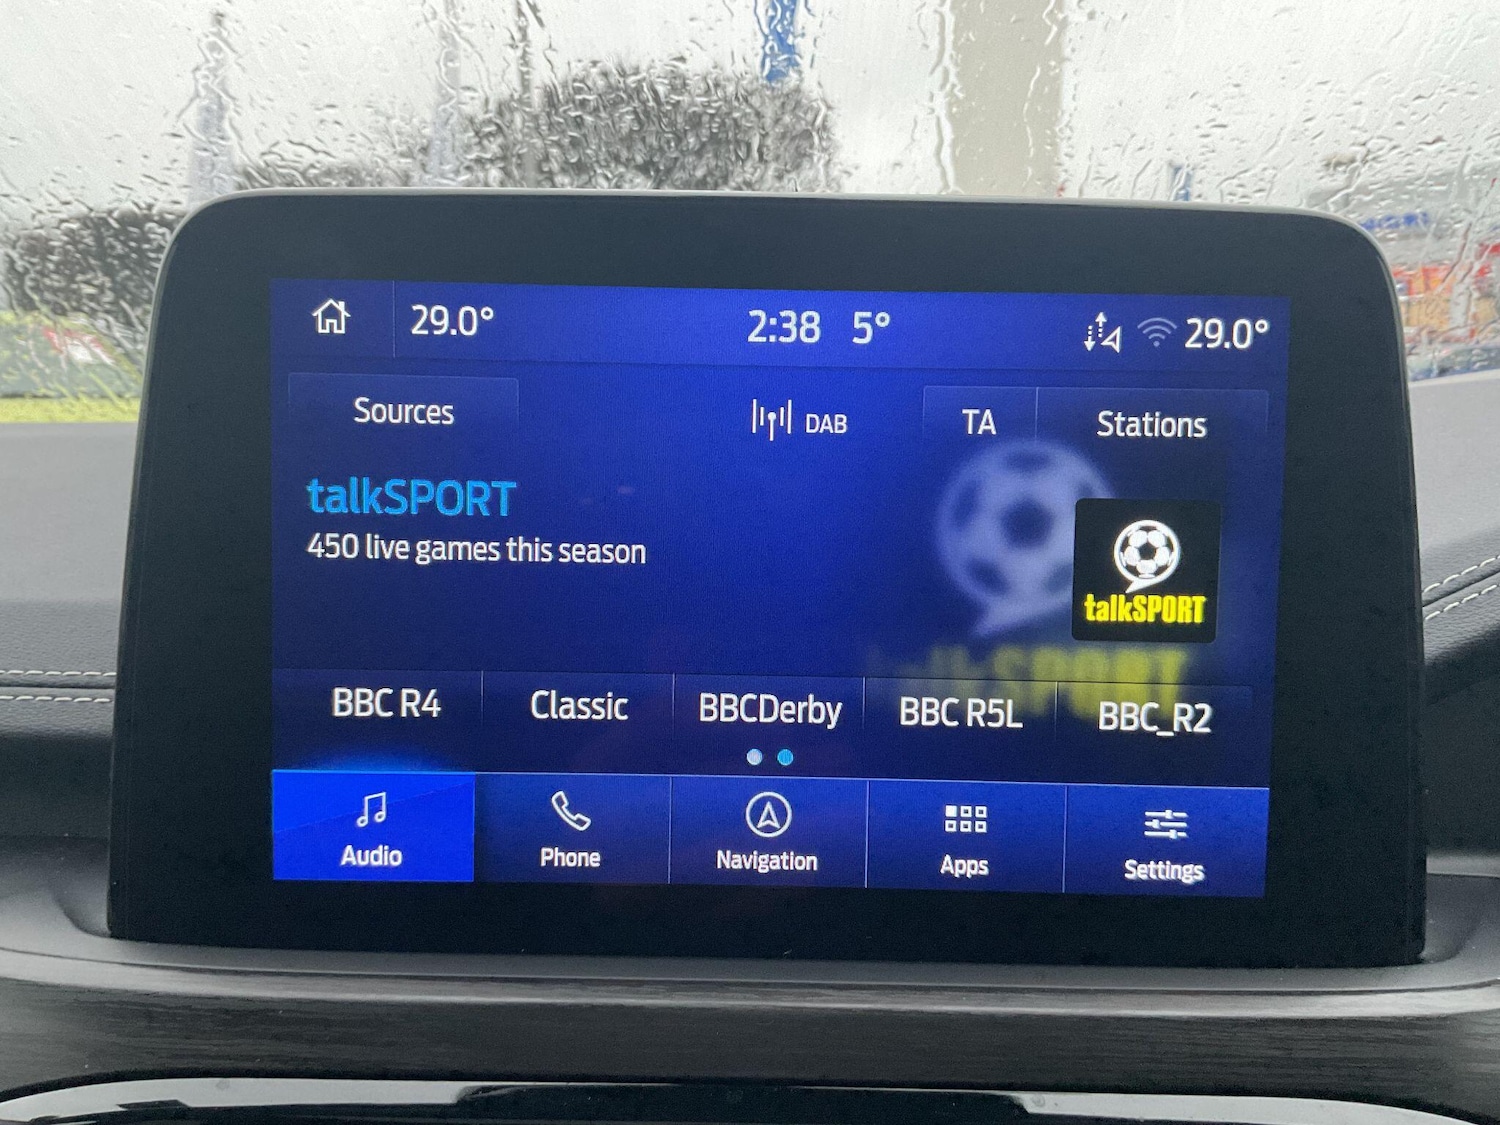 29.0° 2:38 5° 29.0°
Sources DAB TA Stations
talkSPORT
450 live games this season
talkSPORT
BBC R4 Classic BBCDerby BBC R5L BBC_R2
Audio Phone Navigation Apps Settings